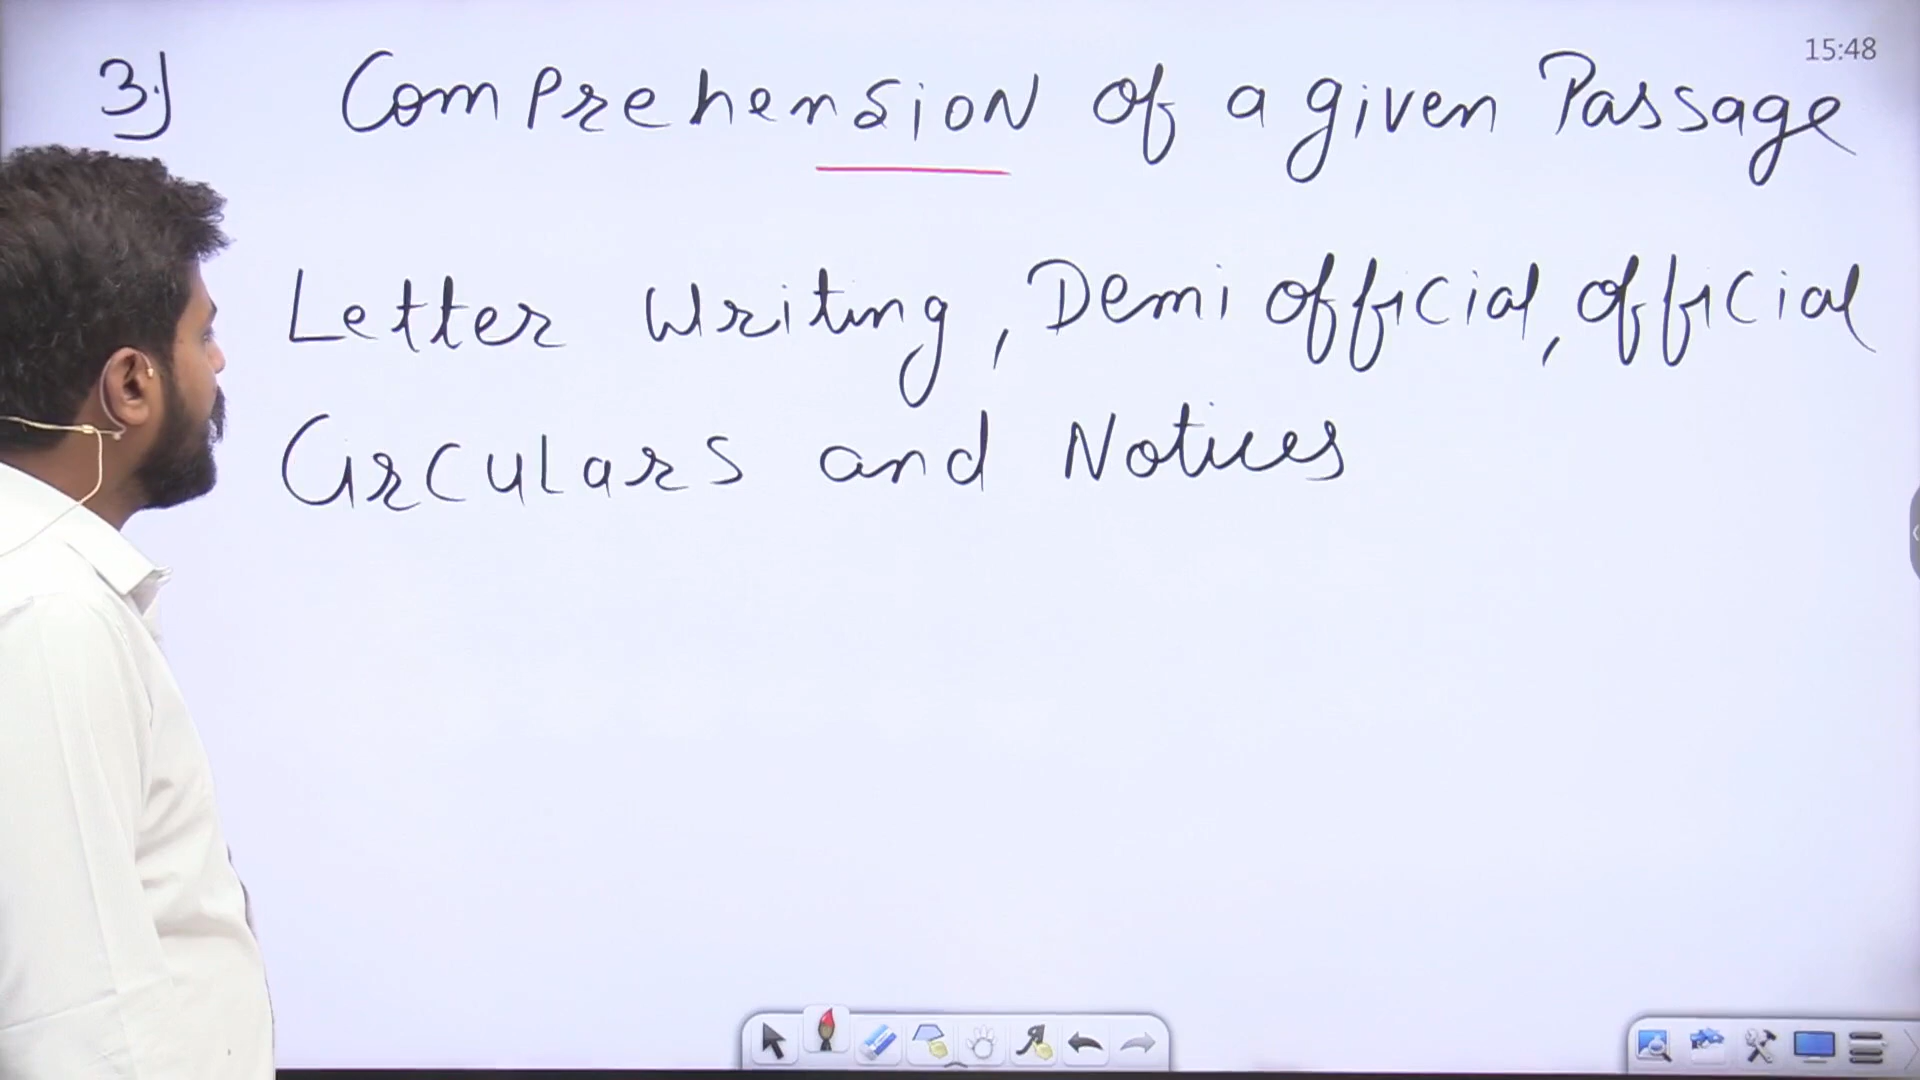 15:48
3.) Comprehension of a given Passage
Letter Writing, Demi official, official
Circulars and Notices